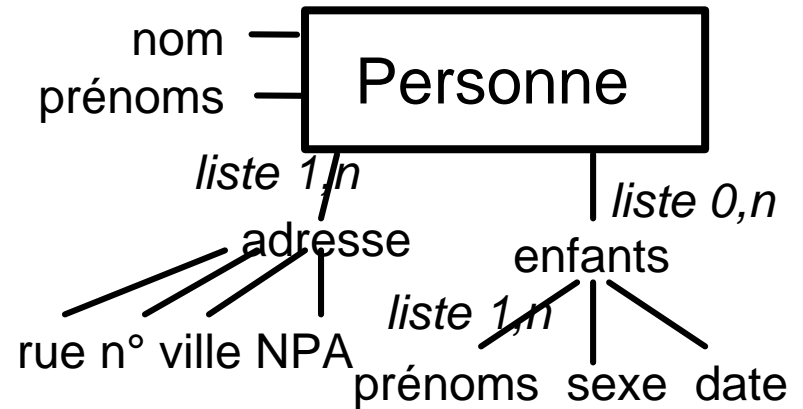 nom
Personne
prénoms
liste 1,n
liste 0,n
adresse
enfants
liste 1,n
rue n° ville NPA
prénoms sexe date